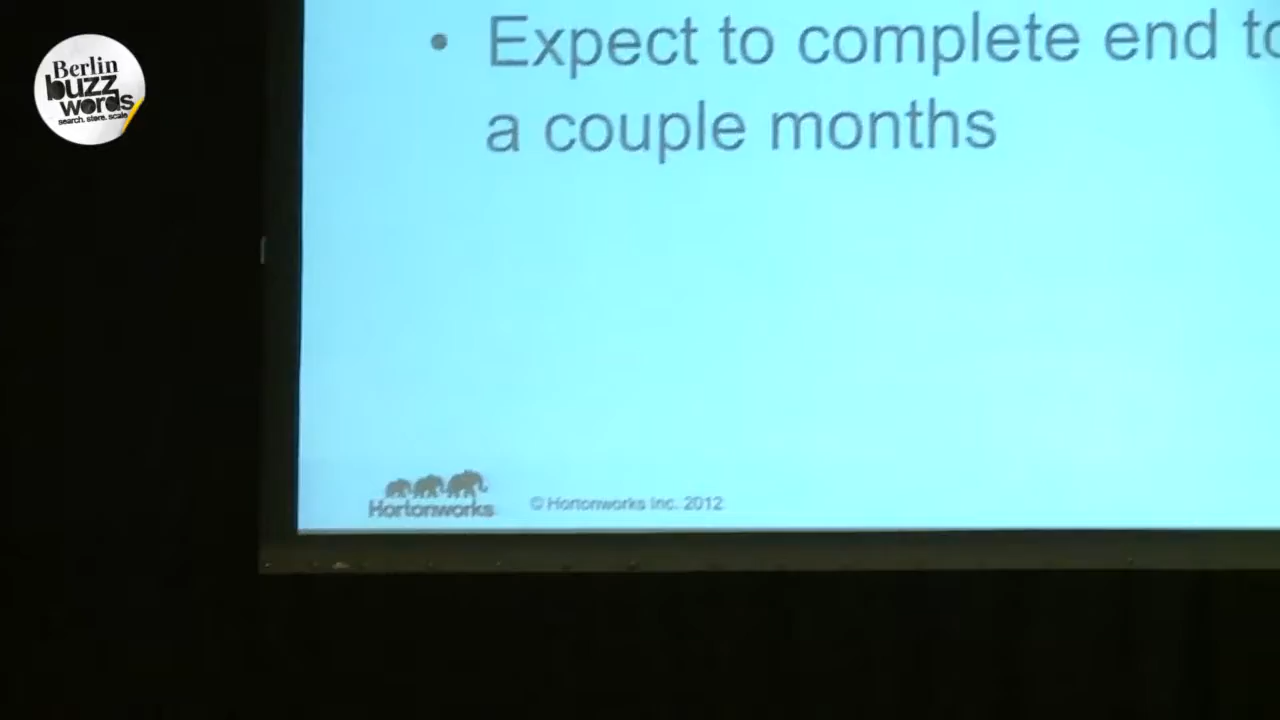 Berlin
buzz
words
search. store. scale
• Expect to complete end to
a couple months
Hortonworks
© Hortonworks Inc. 2012